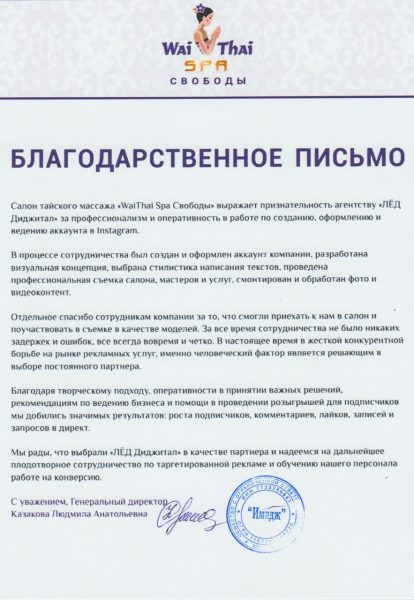 Wai Thai
SPA
СВОБОДЫ
БЛАГОДАРСТВЕННОЕ ПИСЬМО
Салон тайского массажа «WaiThai Spa Свободы» выражает признательность агентству «ЛЁД
Диджитал» за профессионализм и оперативность в работе по созданию, оформлению и
ведению аккаунта в Instagram.
В процессе сотрудничества был создан и оформлен аккаунт компании, разработана
визуальная концепция, выбрана стилистика написания текстов, проведена
профессиональная съемка салона, мастеров и услуг, смонтирован и обработан фото и
видеоконтент.
Отдельное спасибо сотрудникам компании за то, что смогли приехать к нам в салон и
поучаствовать в съемке в качестве моделей. За все время сотрудничества не было никаких
задержек и ошибок, все всегда вовремя и четко. В настоящее время в жесткой конкурентной
борьбе на рынке рекламных услуг, именно человеческий фактор является решающим в
выборе постоянного партнера.
Благодаря творческому подходу, оперативности в принятии важных решений,
рекомендациям по ведению бизнеса и помощи в проведении розыгрышей для подписчиков
мы добились значимых результатов: роста подписчиков, комментариев, лайков, записей и
запросов в директ.
Мы рады, что выбрали «ЛЁД Диджитал» в качестве партнера и надеемся на дальнейшее
плодотворное сотрудничество по таргетированной рекламе и обучению нашего персонала
работе на конверсию.
С уважением, Генеральный директор
Казакова Людмила Анатольевна
"Имидж"